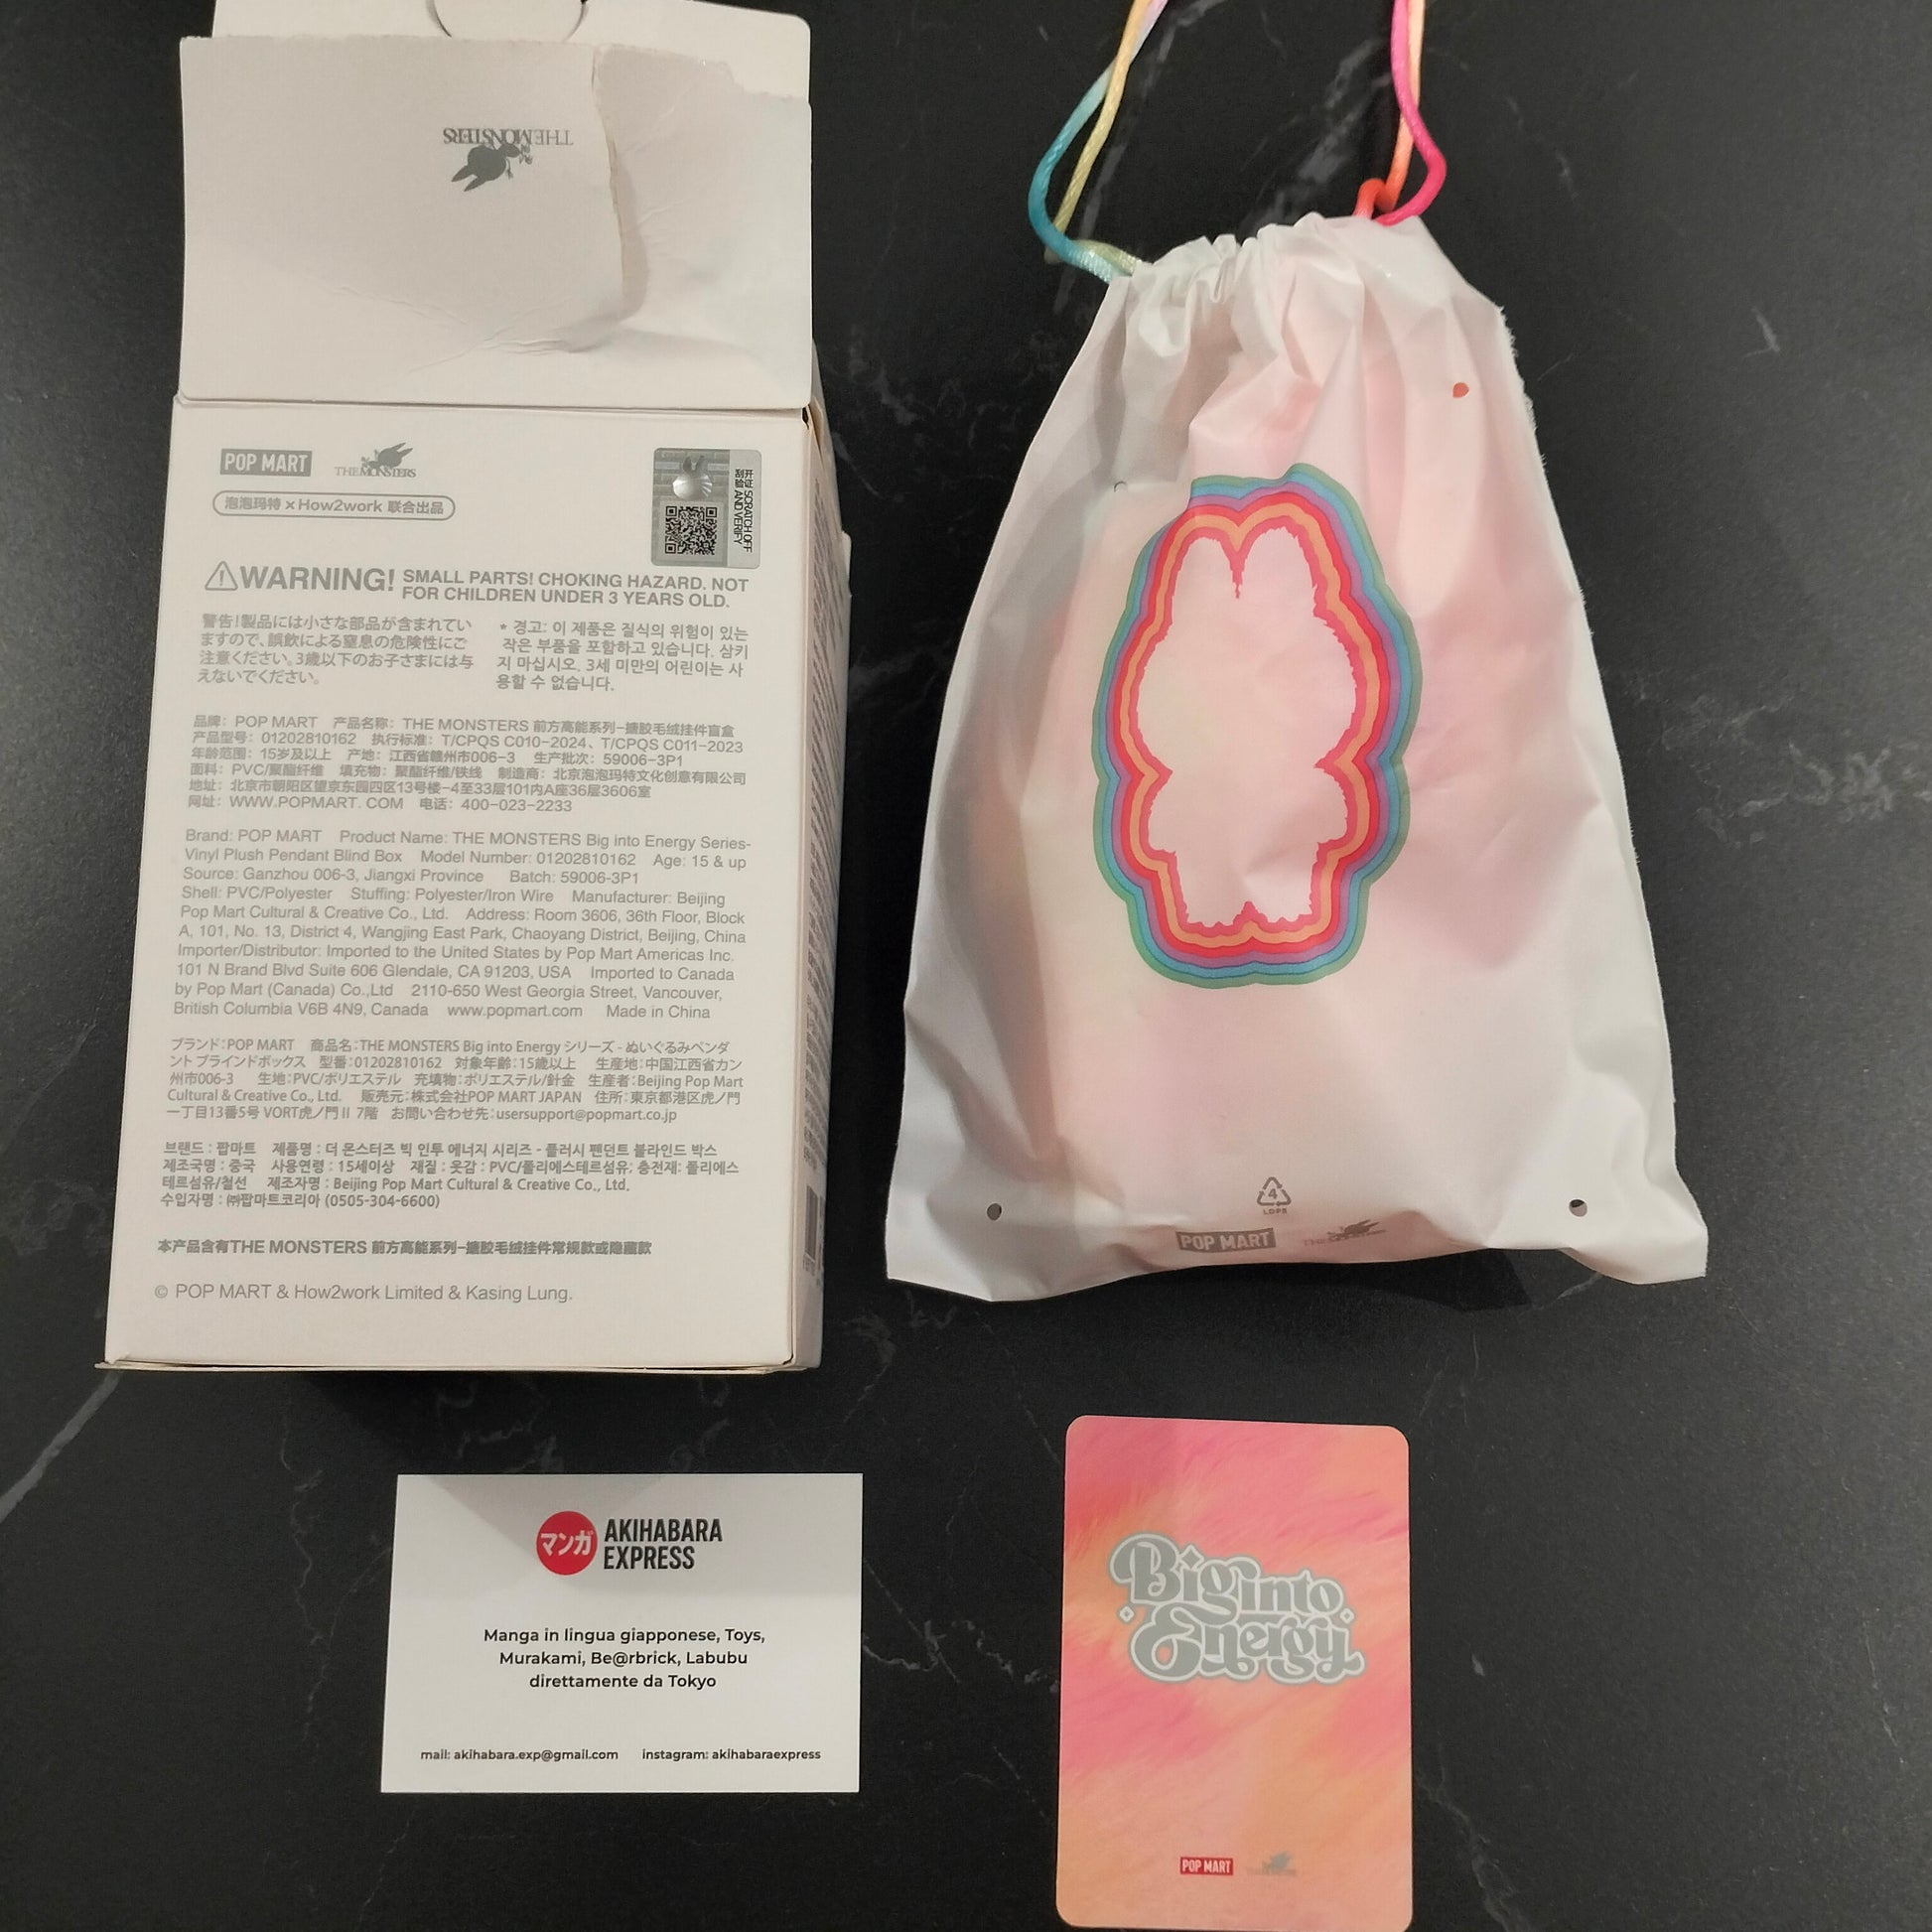 THE MONSTERS
POP MART
THE MONSTERS
泡泡玛特 × How2work 联合出品
刮开验证 SCRATCH OFF AND VERIFY
WARNING! SMALL PARTS! CHOKING HAZARD. NOT
FOR CHILDREN UNDER 3 YEARS OLD.
警告!製品には小さな部品が含まれてい
ますので、誤飲による窒息の危険性にご
注意ください。3歳以下のお子さまには与
えないでください。
* 경고: 이 제품은 질식의 위험이 있는
작은 부품을 포함하고 있습니다. 삼키
지 마십시오. 3세 미만의 어린이는 사
용할 수 없습니다.
品牌: POP MART 产品名称: THE MONSTERS 前方高能系列-搪胶毛绒挂件盲盒
产品型号: 01202810162 执行标准: T/CPQS C010-2024、T/CPQS C011-2023
年龄范围: 15岁及以上 产地: 江西省赣州市006-3 生产批次: 59006-3P1
面料: PVC/聚酯纤维 填充物: 聚酯纤维/铁线 制造商: 北京泡泡玛特文化创意有限公司
地址: 北京市朝阳区望京东园四区13号楼-4至33层101内A座36层3606室
网址: WWW.POPMART. COM 电话: 400-023-2233
Brand: POP MART Product Name: THE MONSTERS Big into Energy Series-
Vinyl Plush Pendant Blind Box Model Number: 01202810162 Age: 15 & up
Source: Ganzhou 006-3, Jiangxi Province Batch: 59006-3P1
Shell: PVC/Polyester Stuffing: Polyester/Iron Wire Manufacturer: Beijing
Pop Mart Cultural & Creative Co., Ltd. Address: Room 3606, 36th Floor, Block
A, 101, No. 13, District 4, Wangjing East Park, Chaoyang District, Beijing, China
Importer/Distributor: Imported to the United States by Pop Mart Americas Inc.
101 N Brand Blvd Suite 606 Glendale, CA 91203, USA Imported to Canada
by Pop Mart (Canada) Co.,Ltd 2110-650 West Georgia Street, Vancouver,
British Columbia V6B 4N9, Canada www.popmart.com Made in China
ブランド:POP MART 商品名:THE MONSTERS Big into Energy シリーズ - ぬいぐるみペンダ
ント ブラインドボックス 型番:01202810162 対象年齢:15歳以上 生産地:中国江西省カン
州市006-3 生地:PVC/ポリエステル 充填物:ポリエステル/針金 生産者:Beijing Pop Mart
Cultural & Creative Co., Ltd. 販売元:株式会社POP MART JAPAN 住所:東京都港区虎ノ門
一丁目13番5号 VORT虎ノ門 II 7階 お問い合わせ先:usersupport@popmart.co.jp
브랜드 : 팝마트 제품명 : 더 몬스터즈 빅 인투 에너지 시리즈 - 플러시 펜던트 블라인드 박스
제조국명 : 중국 사용연령 : 15세이상 재질 : 옷감 : PVC/폴리에스테르섬유; 충전재: 폴리에스
테르섬유/철선 제조자명 : Beijing Pop Mart Cultural & Creative Co., Ltd.
수입자명 : ㈜팝마트코리아 (0505-304-6600)
本产品含有THE MONSTERS 前方高能系列-搪胶毛绒挂件常规款或隐藏款
© POP MART & How2work Limited & Kasing Lung.
4
LDPE
POP MART
THE MONSTERS
マンガ AKIHABARA
EXPRESS
Manga in lingua giapponese, Toys,
Murakami, Be@rbrick, Labubu
direttamente da Tokyo
mail: akihabara.exp@gmail.com instagram: akihabaraexpress
Big into
Energy
POP MART